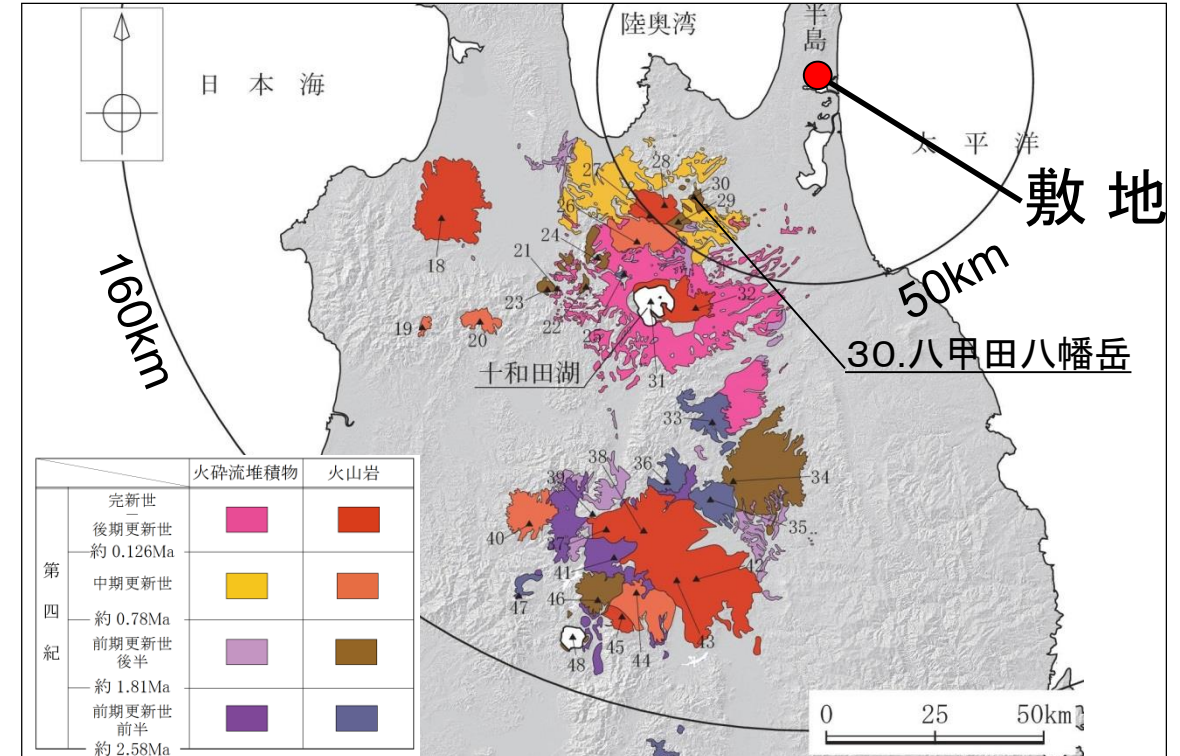 陸奥湾
半島
日本海
太平洋
敷地
50km
160km
27
28
30
29
26
24
21
18
23
22
25
32
19
20
31
十和田湖
30.八甲田八幡岳
33
38
36
39
34
40
35
37
41
42
47
46
45
44
43
48
火砕流堆積物 火山岩
第四紀
完新世
–
後期更新世
約 0.126Ma
中期更新世
約 0.78Ma
前期更新世
後半
約 1.81Ma
前期更新世
前半
約 2.58Ma
0 25 50km